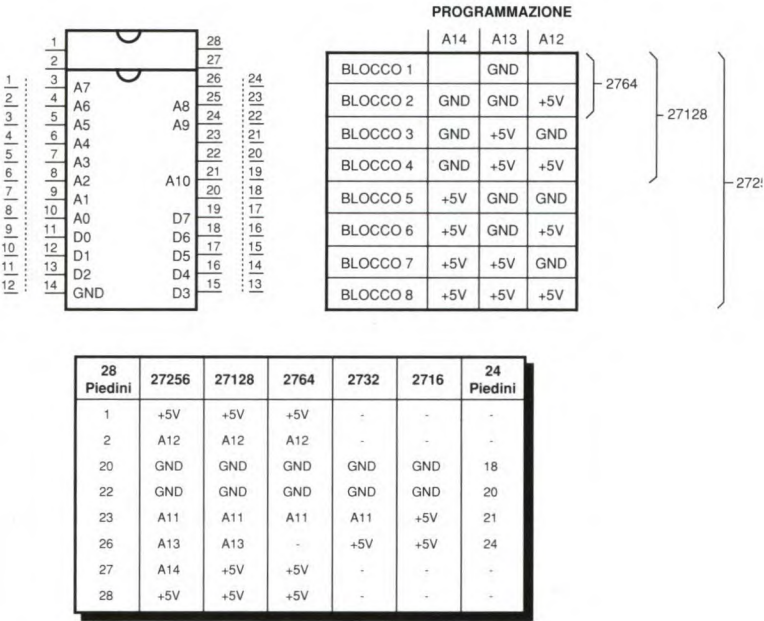 PROGRAMMAZIONE
A14 A13 A12
BLOCCO 1 GND
BLOCCO 2 GND GND +5V
BLOCCO 3 GND +5V GND
BLOCCO 4 GND +5V +5V
BLOCCO 5 +5V GND GND
BLOCCO 6 +5V GND +5V
BLOCCO 7 +5V +5V GND
BLOCCO 8 +5V +5V +5V
2764
27128
1 28
2 27
1 3 26 24
2 4 A7 25 23
3 5 A6 A8 24 22
4 6 A5 A9 23 21
5 7 A4 22 20
6 8 A3 21 19
7 9 A2 A10 20 18
8 10 A1 19 17
9 11 A0 D7 18 16
10 12 D0 D6 17 15
11 13 D1 D5 16 14
12 14 D2 D4 15 13
GND D3
28 Piedini 27256 27128 2764 2732 2716 24 Piedini
1 +5V +5V +5V - - -
2 A12 A12 A12 - - -
20 GND GND GND GND GND 18
22 GND GND GND GND GND 20
23 A11 A11 A11 A11 +5V 21
26 A13 A13 - +5V +5V 24
27 A14 +5V +5V - - -
28 +5V +5V +5V - - -